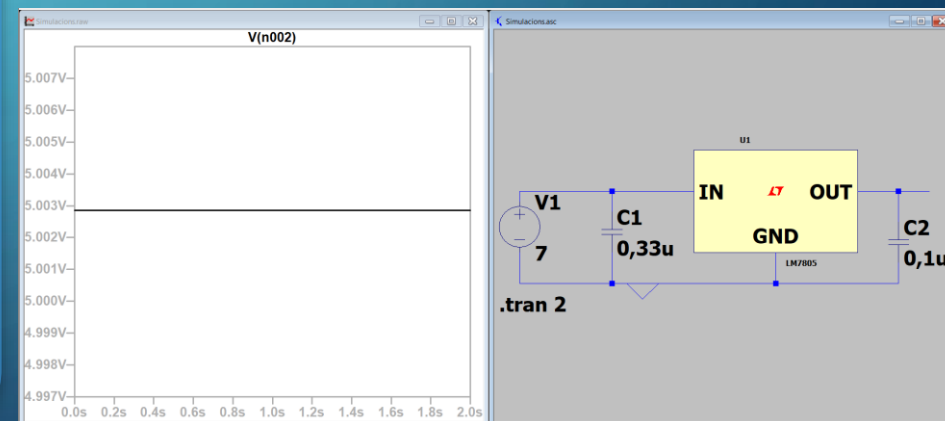 Simulacions.raw
V(n002)
5.007V
5.006V
5.005V
5.004V
5.003V
5.002V
5.001V
5.000V
4.999V
4.998V
4.997V
0.0s 0.2s 0.4s 0.6s 0.8s 1.0s 1.2s 1.4s 1.6s 1.8s 2.0s
Simulacions.asc
U1
IN OUT
GND
LM7805
V1
7
C1
0,33u
C2
0,1u
.tran 2